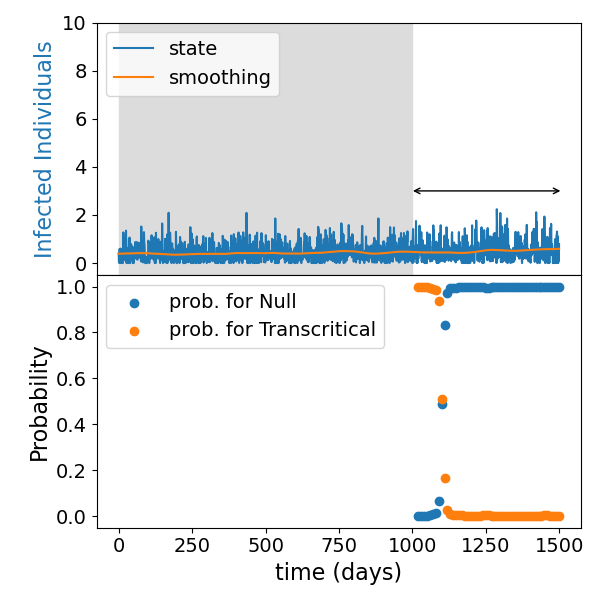 10
8
6
4
2
0
Infected Individuals
state
smoothing
1.0
0.8
0.6
0.4
0.2
0.0
Probability
prob. for Null
prob. for Transcritical
0 250 500 750 1000 1250 1500
time (days)